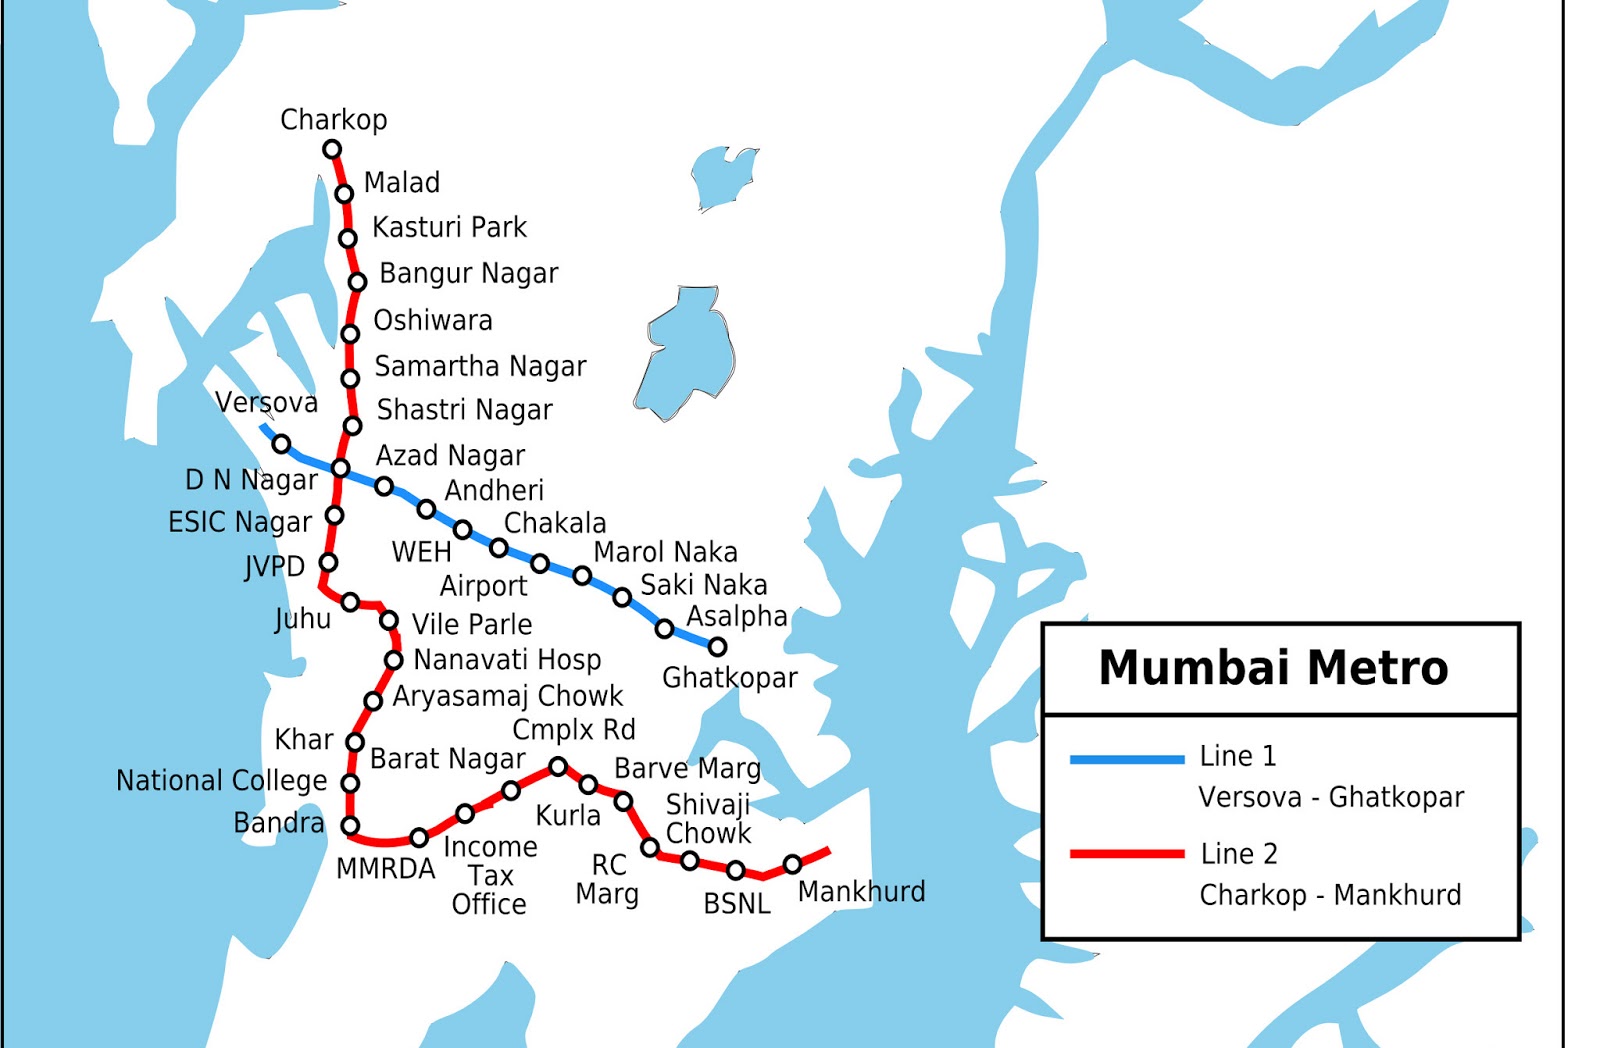 Charkop
Malad
Kasturi Park
Bangur Nagar
Oshiwara
Samartha Nagar
Versova
Shastri Nagar
Azad Nagar
D N Nagar
Andheri
ESIC Nagar
Chakala
WEH
Marol Naka
JVPD
Airport
Saki Naka
Asalpha
Juhu
Vile Parle
Nanavati Hosp
Ghatkopar
Aryasamaj Chowk
Cmplx Rd
Khar
Barat Nagar
Barve Marg
National College
Shivaji
Chowk
Kurla
Bandra
Income
Tax
Office
MMRDA
RC
Marg
BSNL
Mankhurd
Mumbai Metro
Line 1
Versova - Ghatkopar
Line 2
Charkop - Mankhurd